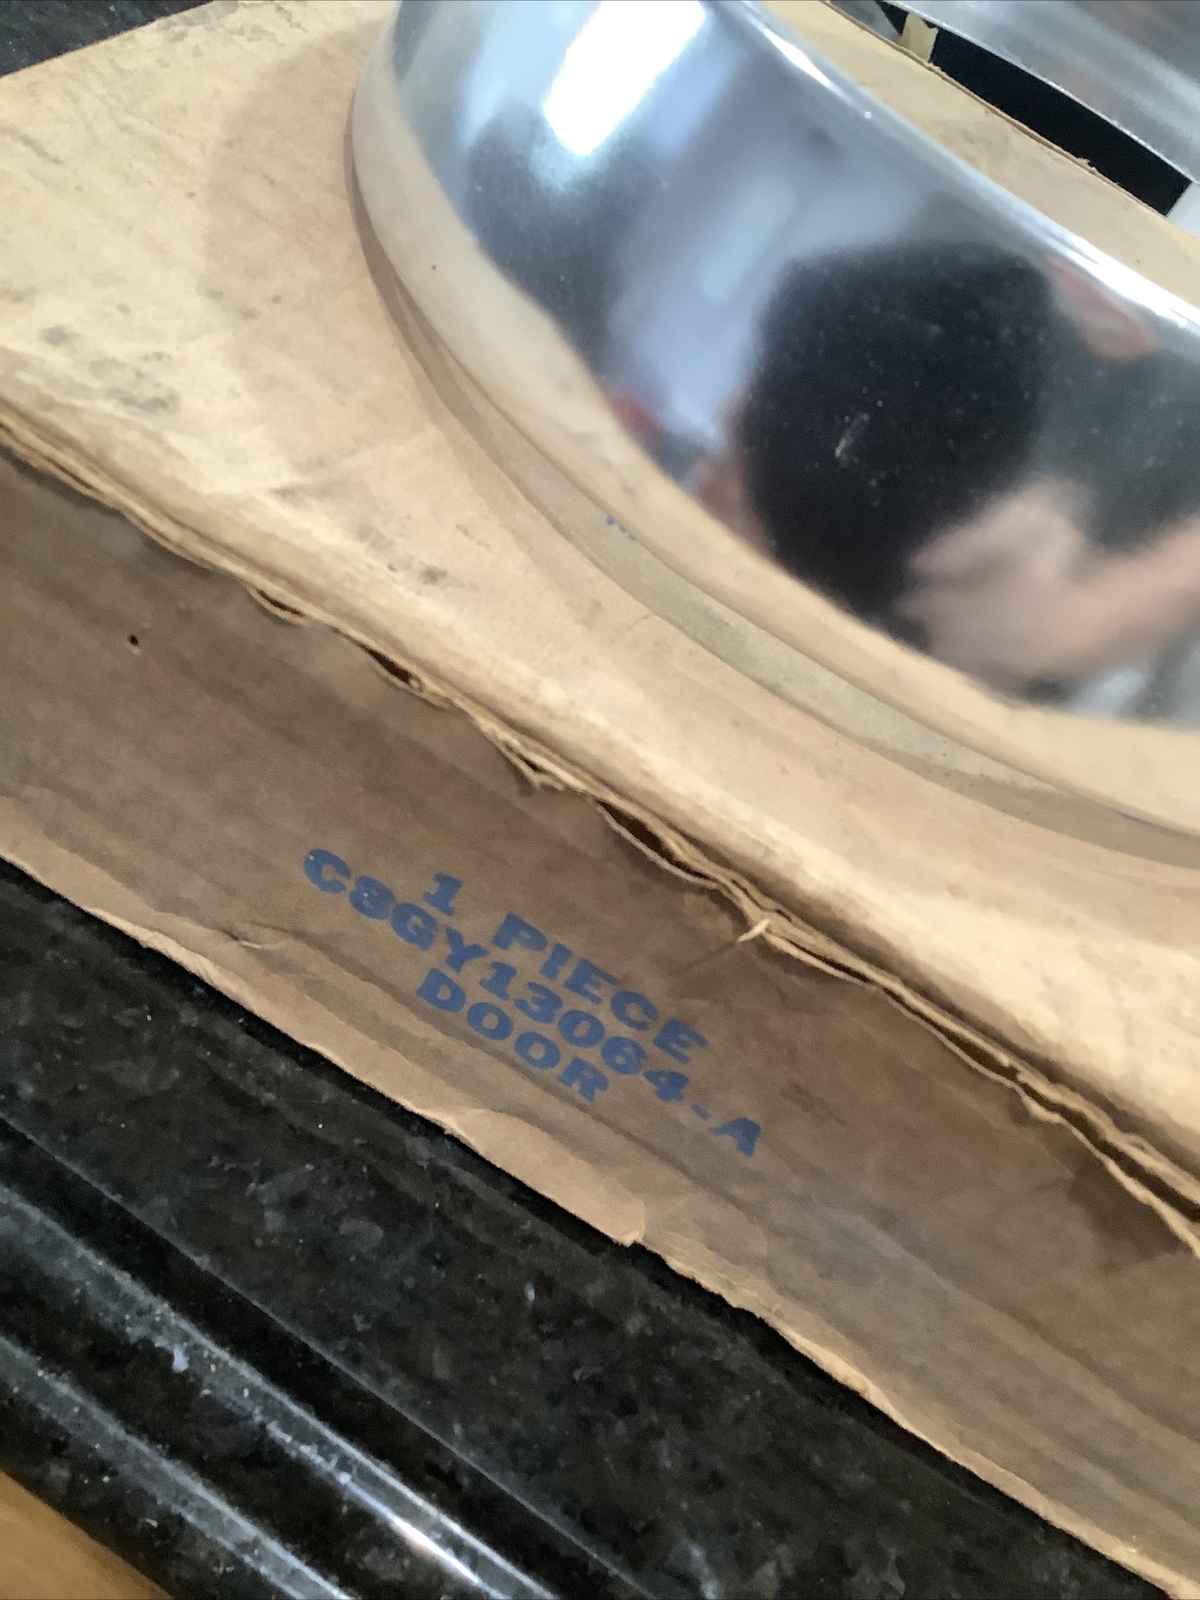 1 PIECE
C8GY13064-A
DOOR